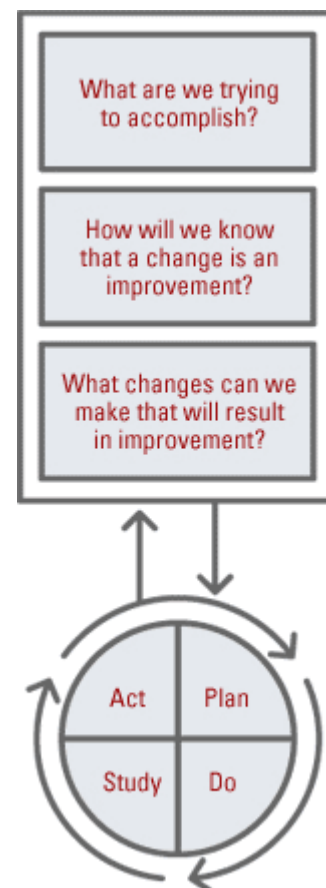 What are we trying
to accomplish?
How will we know
that a change is an
improvement?
What changes can we
make that will result
in improvement?
Act
Plan
Study
Do